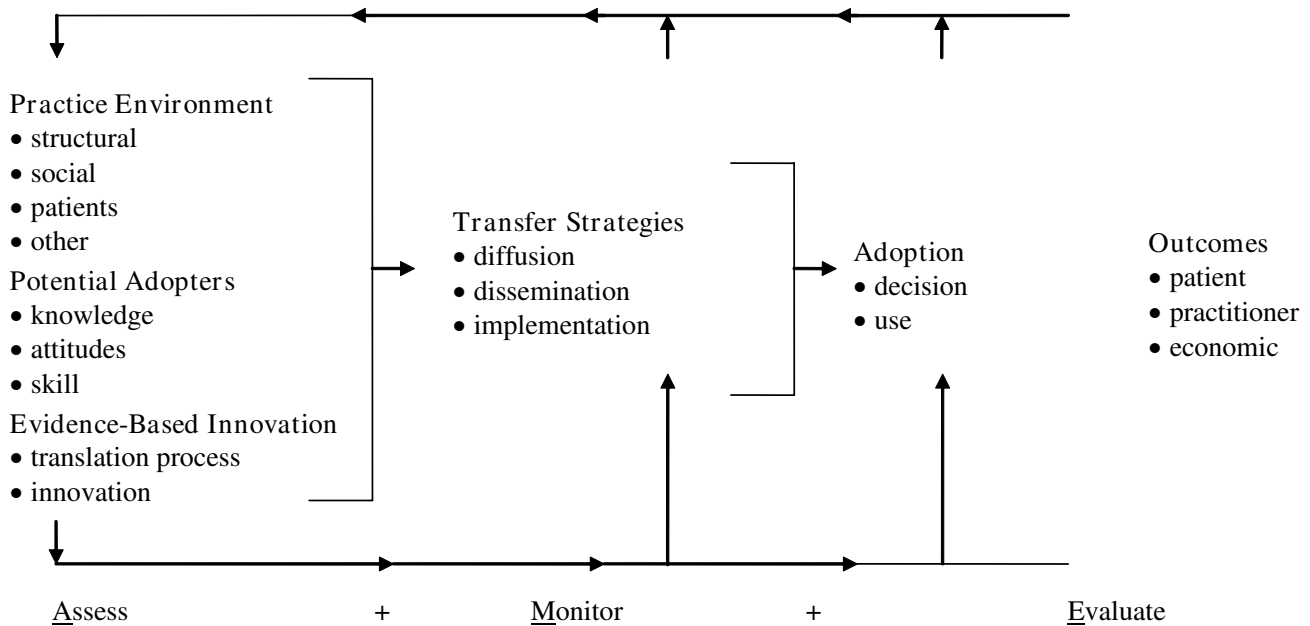 Practice Environment
• structural
• social
• patients
• other
Potential Adopters
• knowledge
• attitudes
• skill
Evidence-Based Innovation
• translation process
• innovation
Transfer Strategies
• diffusion
• dissemination
• implementation
Adoption
• decision
• use
Outcomes
• patient
• practitioner
• economic
Assess + Monitor + Evaluate